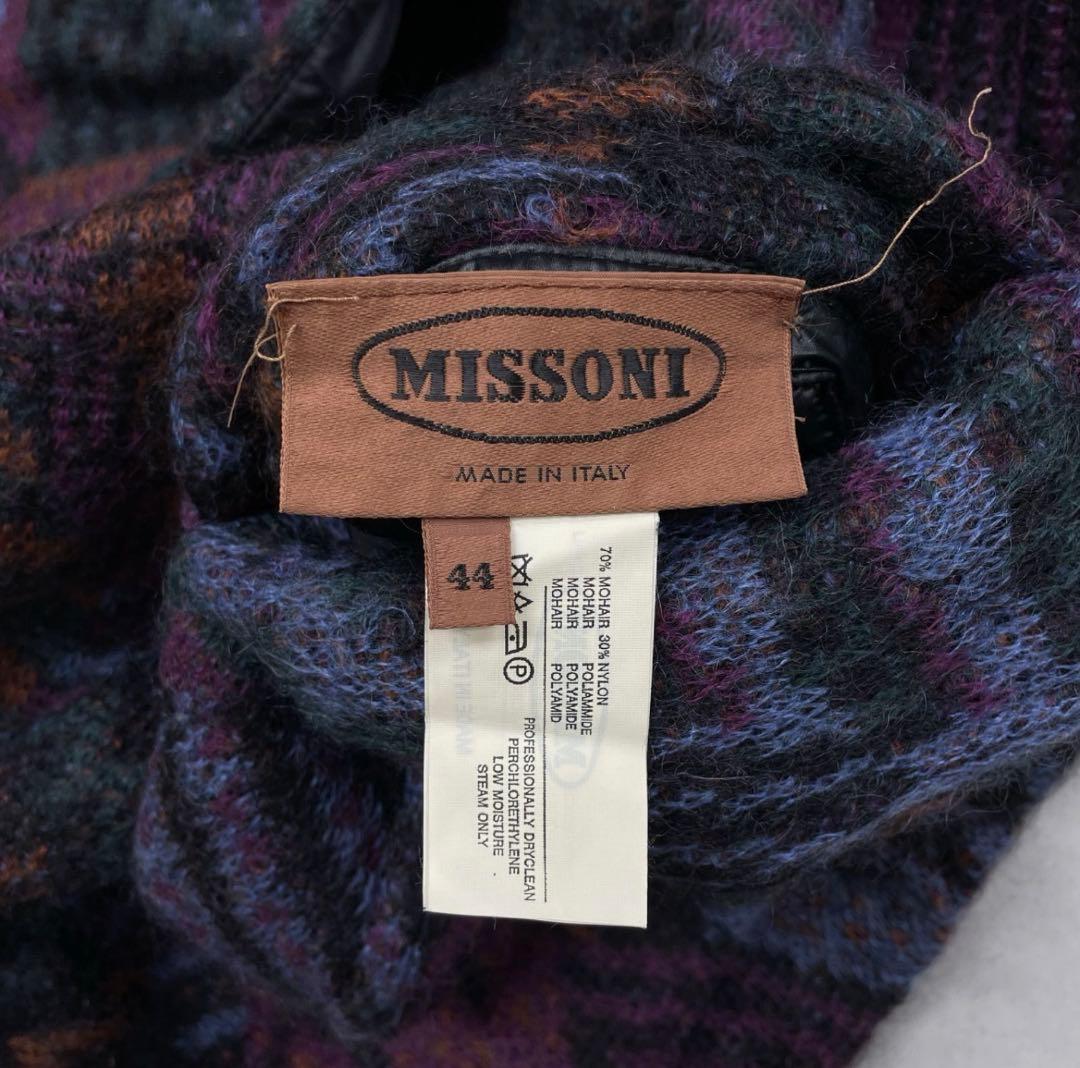 MISSONI
MADE IN ITALY
44
70% MOHAIR 30% NYLON
MOHAIR POLIAMMIDE
MOHAIR POLYAMIDE
MOHAIR POLYAMID
P
PROFESSIONALLY DRYCLEAN
PERCHLORETHYLENE
LOW MOISTURE
STEAM ONLY